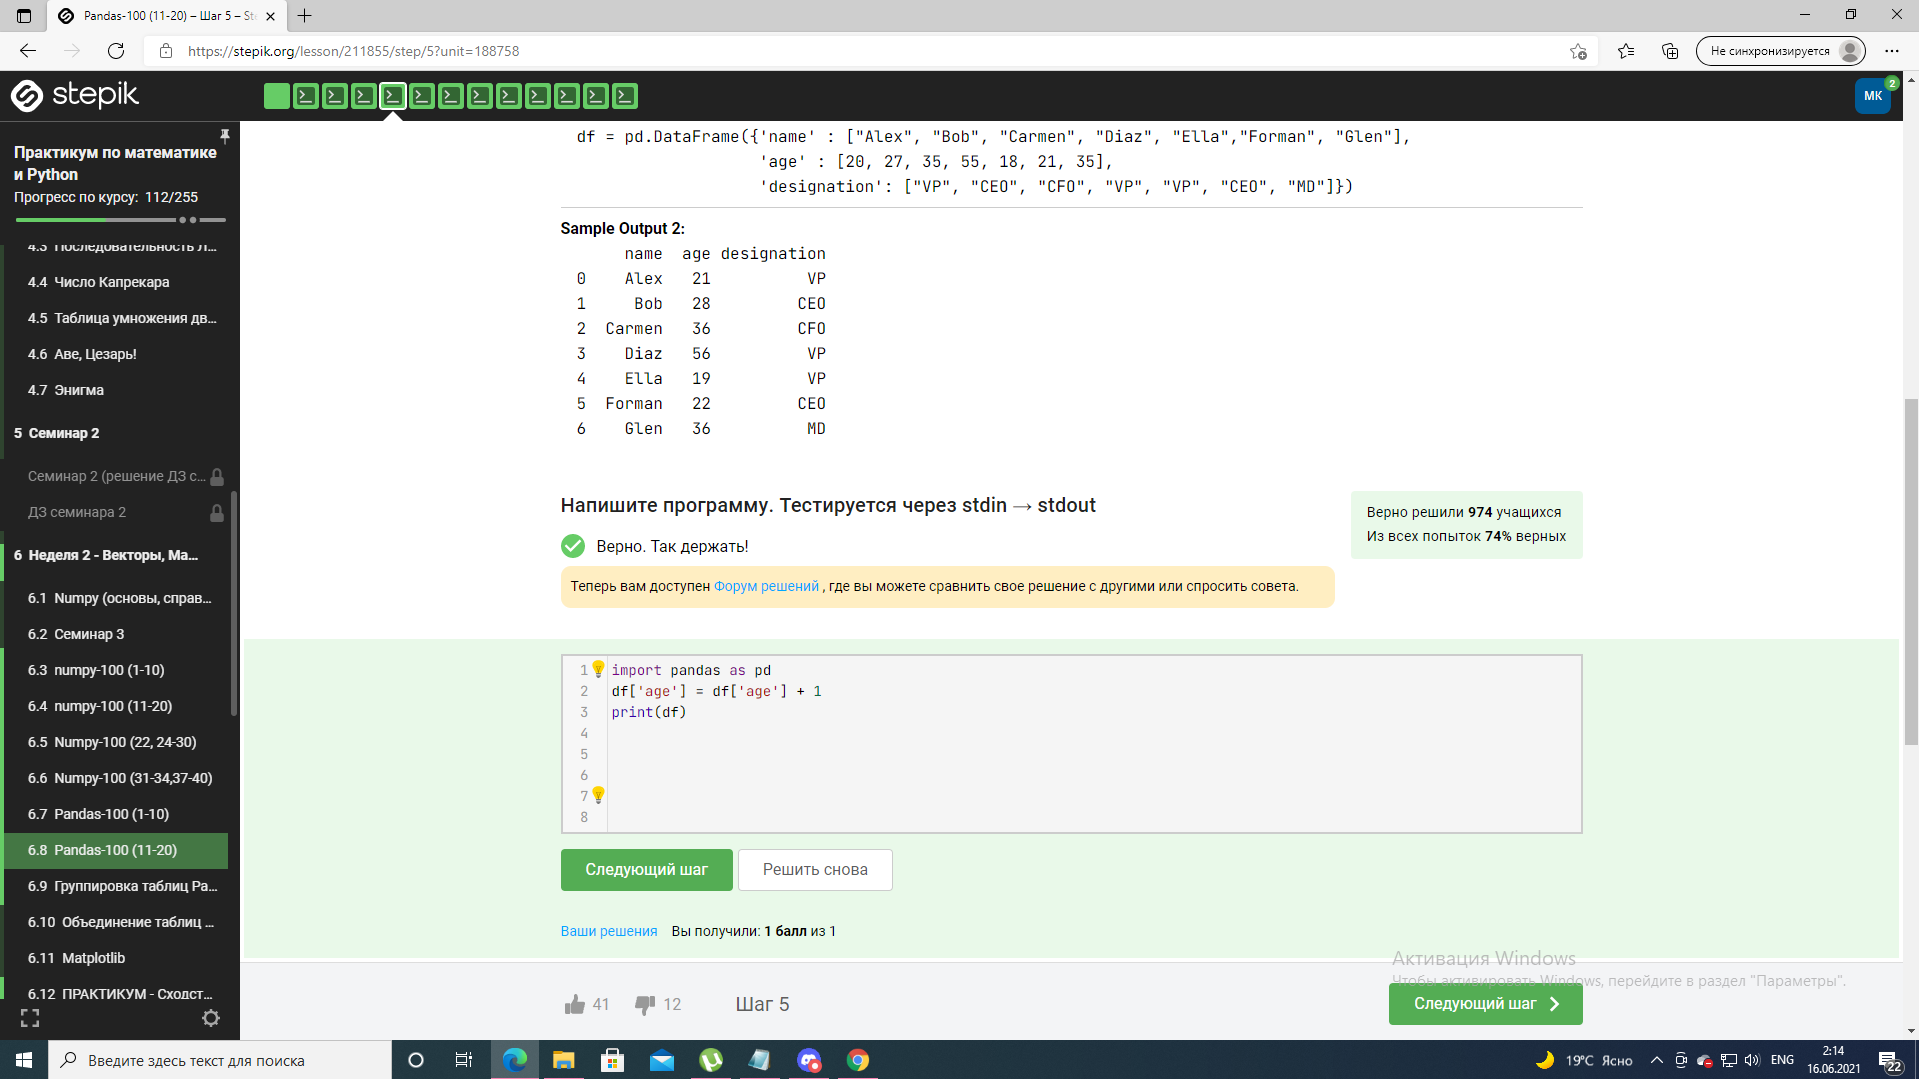 Pandas-100 (11-20) – Шаг 5 – Ste
https://stepik.org/lesson/211855/step/5?unit=188758
Не синхронизируется
stepik
МК
2
Практикум по математике
и Python
Прогресс по курсу: 112/255
4.3 Последовательность Л...
4.4 Число Капрекара
4.5 Таблица умножения дв...
4.6 Аве, Цезарь!
4.7 Энигма
5 Семинар 2
Семинар 2 (решение ДЗ с...
ДЗ семинара 2
6 Неделя 2 - Векторы, Ма...
6.1 Numpy (основы, справ...
6.2 Семинар 3
6.3 numpy-100 (1-10)
6.4 numpy-100 (11-20)
6.5 Numpy-100 (22, 24-30)
6.6 Numpy-100 (31-34,37-40)
6.7 Pandas-100 (1-10)
6.8 Pandas-100 (11-20)
6.9 Группировка таблиц Pa...
6.10 Объединение таблиц ...
6.11 Matplotlib
6.12 ПРАКТИКУМ - Сходст...
df = pd.DataFrame({'name' : ["Alex", "Bob", "Carmen", "Diaz", "Ella","Forman", "Glen"],
'age' : [20, 27, 35, 55, 18, 21, 35],
'designation': ["VP", "CEO", "CFO", "VP", "VP", "CEO", "MD"]})
Sample Output 2:
name age designation
0 Alex 21 VP
1 Bob 28 CEO
2 Carmen 36 CFO
3 Diaz 56 VP
4 Ella 19 VP
5 Forman 22 CEO
6 Glen 36 MD
Напишите программу. Тестируется через stdin → stdout
Верно решили 974 учащихся
Из всех попыток 74% верных
Верно. Так держать!
Теперь вам доступен Форум решений , где вы можете сравнить свое решение с другими или спросить совета.
1 import pandas as pd
2 df['age'] = df['age'] + 1
3 print(df)
4
5
6
7
8
Следующий шаг
Решить снова
Ваши решения Вы получили: 1 балл из 1
Активация Windows
Чтобы активировать Windows, перейдите в раздел "Параметры".
41
12
Шаг 5
Следующий шаг
Введите здесь текст для поиска
19°C Ясно
ENG
2:14
16.06.2021
22